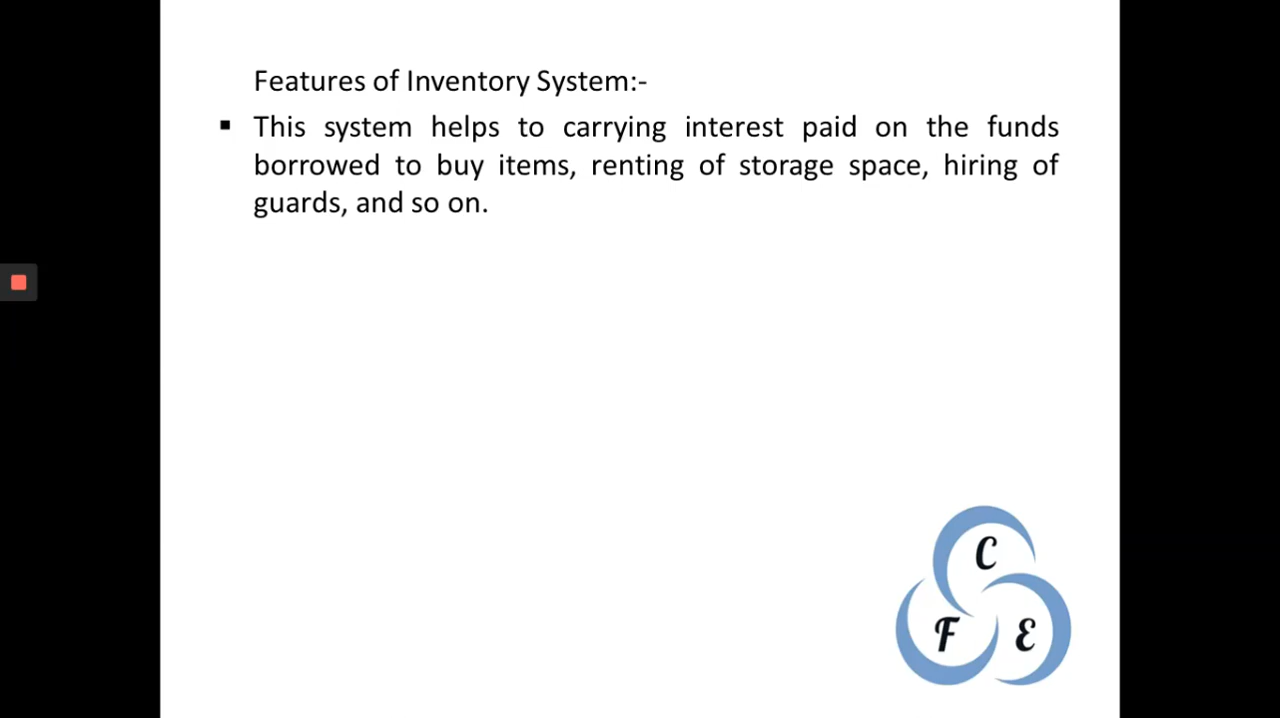 Features of Inventory System:-
▪ This system helps to carrying interest paid on the funds
borrowed to buy items, renting of storage space, hiring of
guards, and so on.
C
F E